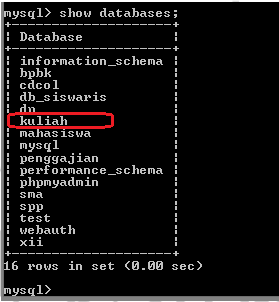 mysql> show databases;
+--------------------+
| Database           |
+--------------------+
| information_schema |
| bpbk               |
| cdcol              |
| db_siswaris        |
| dn                 |
| kuliah             |
| mahasiswa          |
| mysql              |
| penggajian         |
| performance_schema |
| phpmyadmin         |
| sma                |
| spp                |
| test               |
| webauth            |
| xii                |
+--------------------+
16 rows in set (0.00 sec)
mysql>